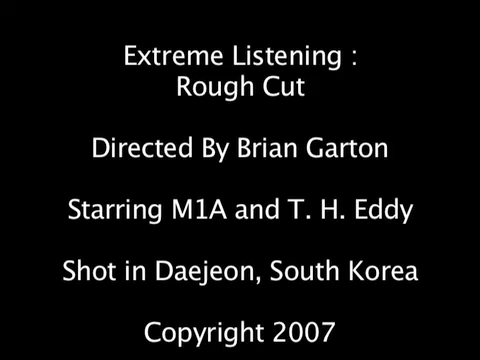 Extreme Listening :
Rough Cut
Directed By Brian Garton
Starring M1A and T. H. Eddy
Shot in Daejeon, South Korea
Copyright 2007